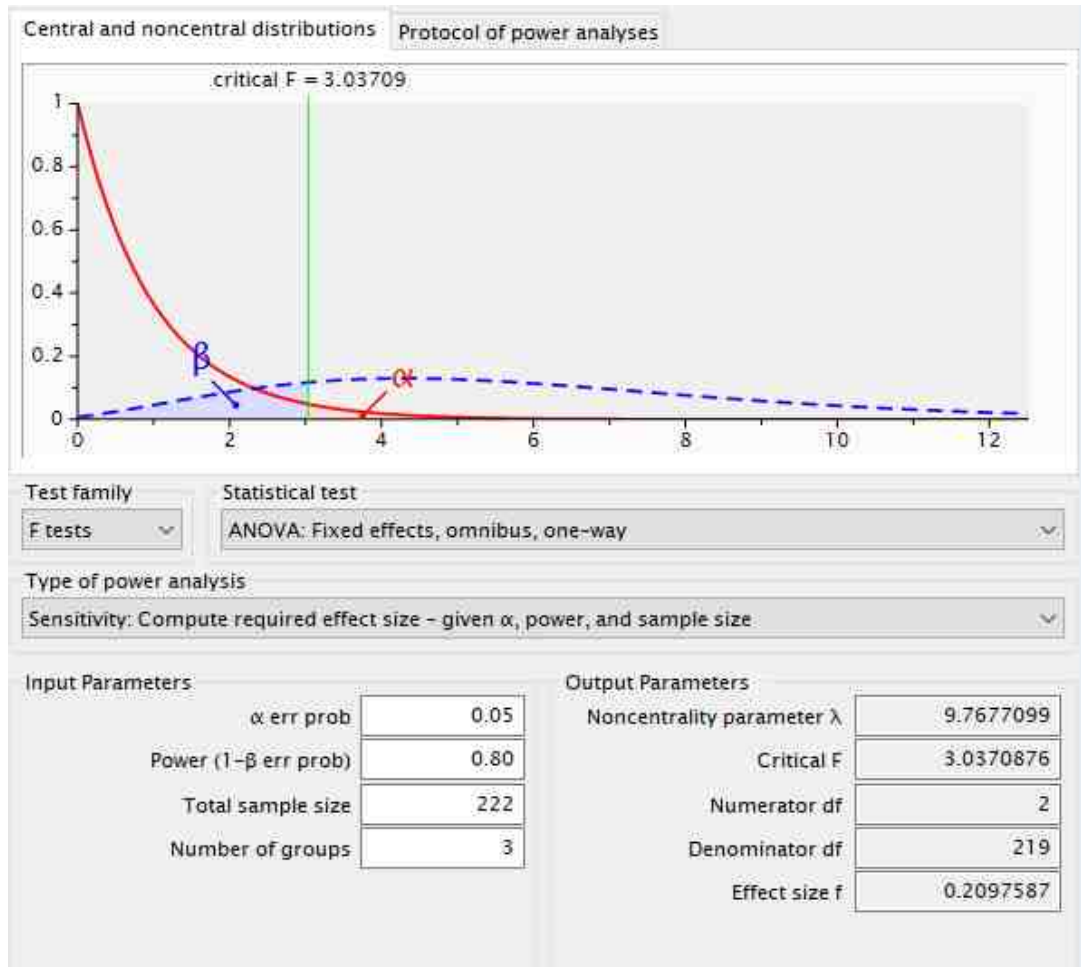 Central and noncentral distributions Protocol of power analyses
critical F = 3.03709
1
0.8
0.6
0.4
0.2
0
β
α
0 2 4 6 8 10 12
Test family Statistical test
F tests ANOVA: Fixed effects, omnibus, one-way
Type of power analysis
Sensitivity: Compute required effect size - given α, power, and sample size
Input Parameters Output Parameters
α err prob 0.05 Noncentrality parameter λ 9.7677099
Power (1-β err prob) 0.80 Critical F 3.0370876
Total sample size 222 Numerator df 2
Number of groups 3 Denominator df 219
Effect size f 0.2097587